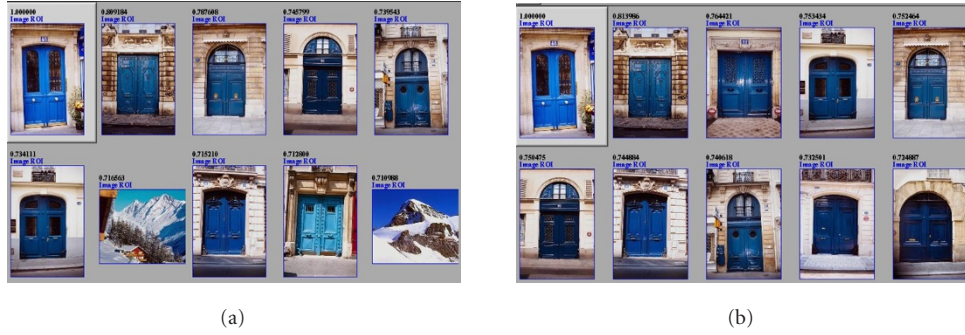 1.000000
Image ROI
0.809184
Image ROI
0.787608
Image ROI
0.745799
Image ROI
0.739543
Image ROI
0.734111
Image ROI
0.716563
Image ROI
0.715210
Image ROI
0.712800
Image ROI
0.710988
Image ROI
(a)
1.000000
Image ROI
0.813986
Image ROI
0.764421
Image ROI
0.753434
Image ROI
0.752464
Image ROI
0.750475
Image ROI
0.744884
Image ROI
0.740618
Image ROI
0.732501
Image ROI
0.724887
Image ROI
(b)